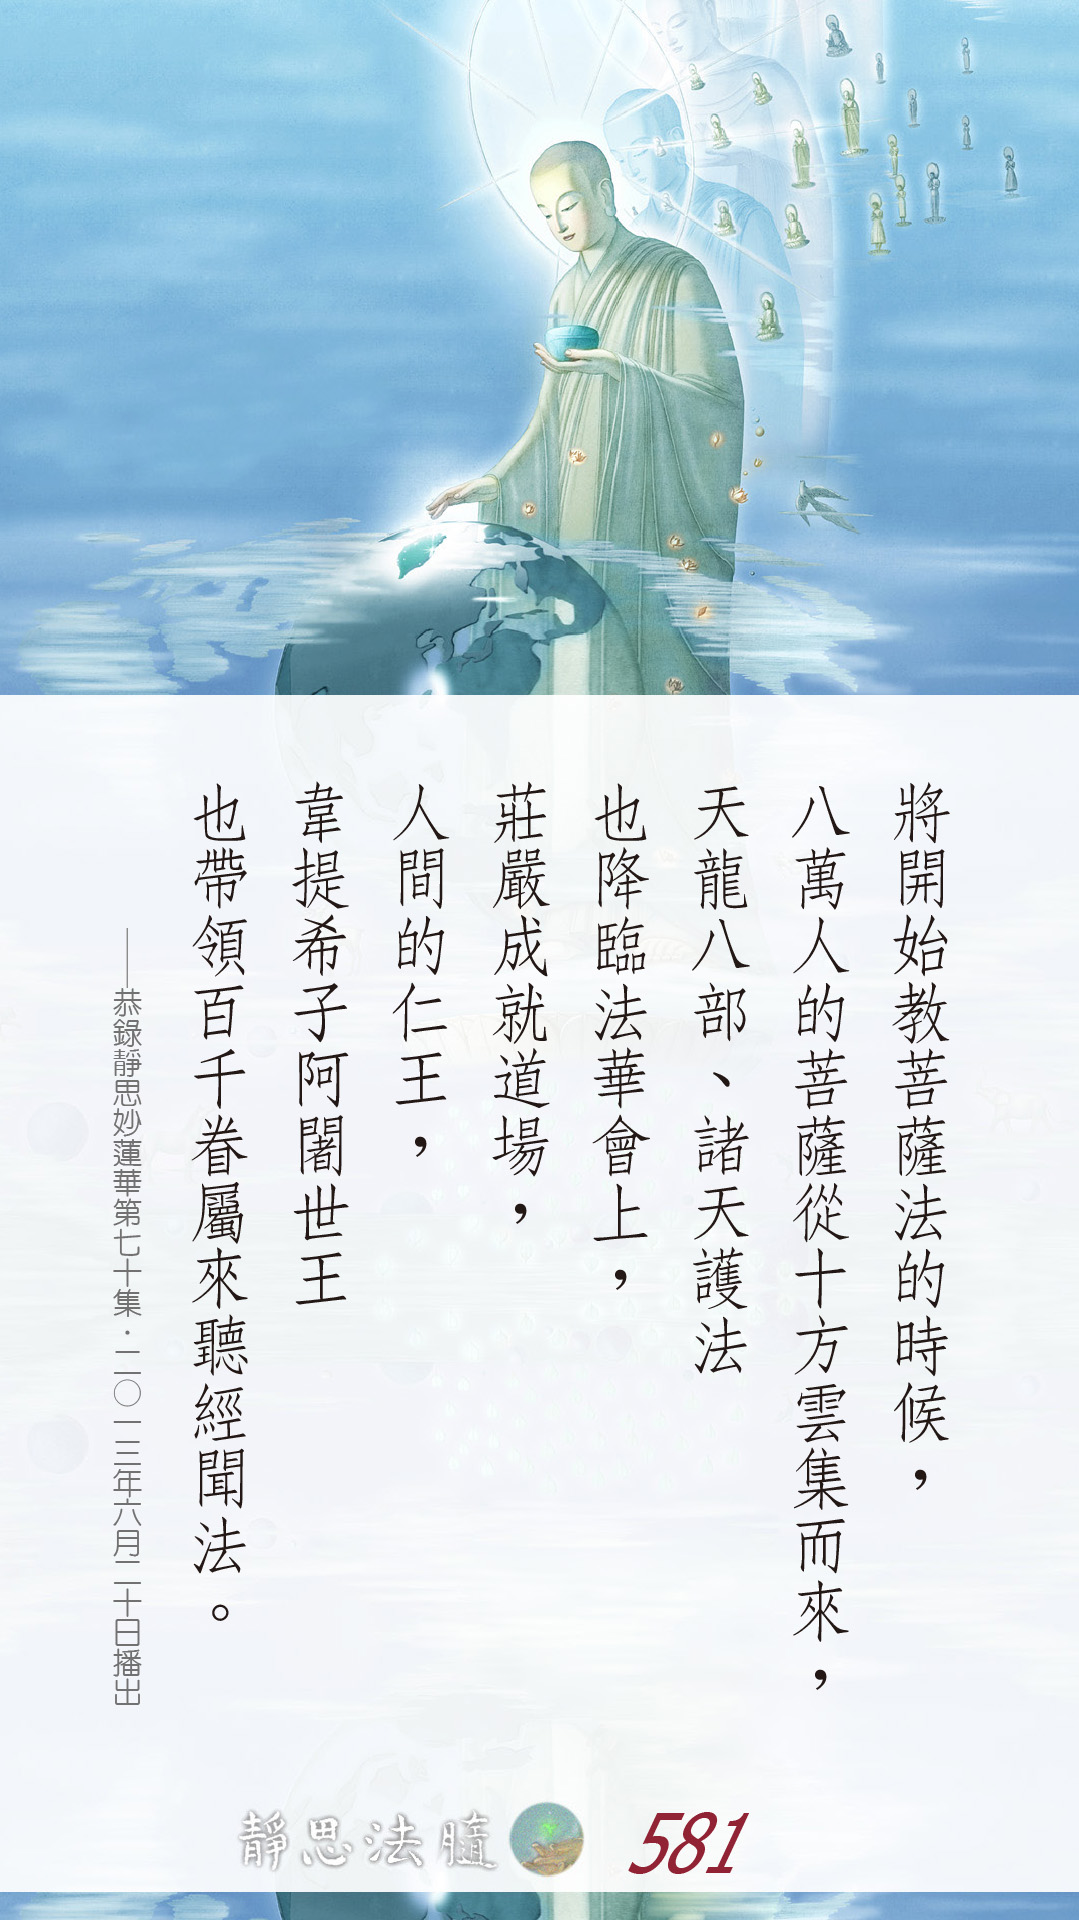 將開始教菩薩法的時候，
八萬人的菩薩從十方雲集而來，
天龍八部、諸天護法
也降臨法華會上，
莊嚴成就道場，
人間的仁王，
韋提希子阿闍世王
也帶領百千眷屬來聽經聞法。
——恭錄靜思妙蓮華第七十集·二〇一三年六月二十日播出
靜思法髓
581